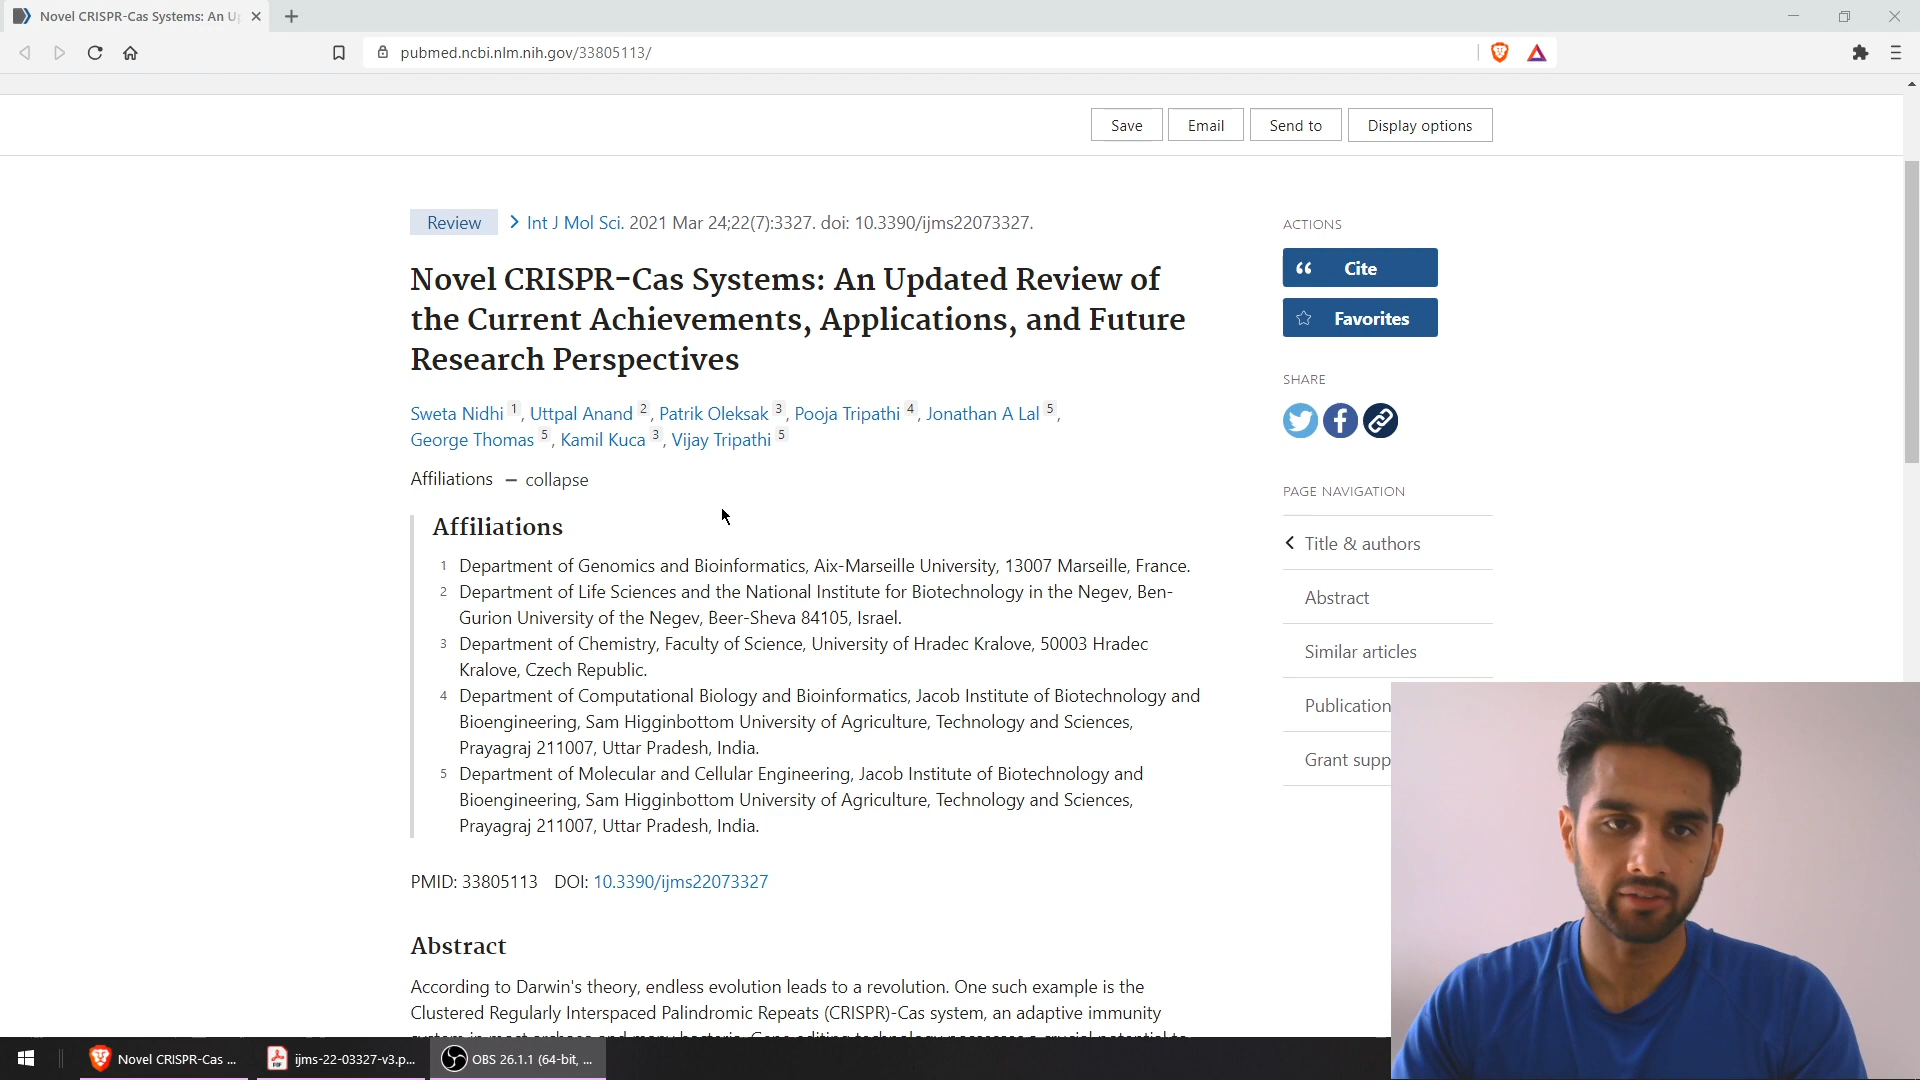 Novel CRISPR-Cas Systems: An U
pubmed.ncbi.nlm.nih.gov/33805113/
Save
Email
Send to
Display options
Review
Int J Mol Sci. 2021 Mar 24;22(7):3327. doi: 10.3390/ijms22073327.
Novel CRISPR-Cas Systems: An Updated Review of
the Current Achievements, Applications, and Future
Research Perspectives
Sweta Nidhi 1, Uttpal Anand 2, Patrik Oleksak 3, Pooja Tripathi 4, Jonathan A Lal 5,
George Thomas 5, Kamil Kuca 3, Vijay Tripathi 5
Affiliations − collapse
Affiliations
1 Department of Genomics and Bioinformatics, Aix-Marseille University, 13007 Marseille, France.
2 Department of Life Sciences and the National Institute for Biotechnology in the Negev, Ben-
Gurion University of the Negev, Beer-Sheva 84105, Israel.
3 Department of Chemistry, Faculty of Science, University of Hradec Kralove, 50003 Hradec
Kralove, Czech Republic.
4 Department of Computational Biology and Bioinformatics, Jacob Institute of Biotechnology and
Bioengineering, Sam Higginbottom University of Agriculture, Technology and Sciences,
Prayagraj 211007, Uttar Pradesh, India.
5 Department of Molecular and Cellular Engineering, Jacob Institute of Biotechnology and
Bioengineering, Sam Higginbottom University of Agriculture, Technology and Sciences,
Prayagraj 211007, Uttar Pradesh, India.
PMID: 33805113 DOI: 10.3390/ijms22073327
Abstract
According to Darwin's theory, endless evolution leads to a revolution. One such example is the
Clustered Regularly Interspaced Palindromic Repeats (CRISPR)-Cas system, an adaptive immunity
ACTIONS
Cite
Favorites
SHARE
PAGE NAVIGATION
Title & authors
Abstract
Similar articles
Publication
Grant supp
Novel CRISPR-Cas ...
ijms-22-03327-v3.p...
OBS 26.1.1 (64-bit, ...